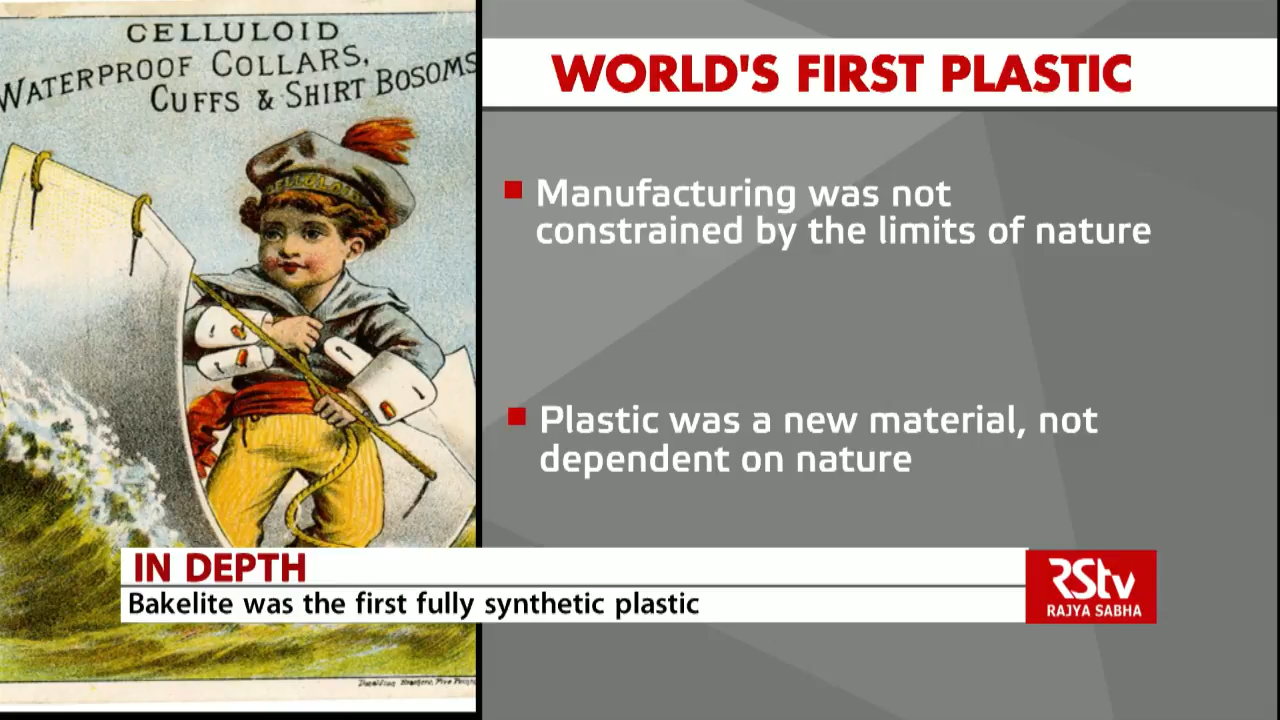 CELLULOID
WATERPROOF COLLARS,
CUFFS & SHIRT BOSOMS
CELLULOID
WORLD'S FIRST PLASTIC
Manufacturing was not
constrained by the limits of nature
Plastic was a new material, not
dependent on nature
IN DEPTH
Bakelite was the first fully synthetic plastic
RStv
RAJYA SABHA